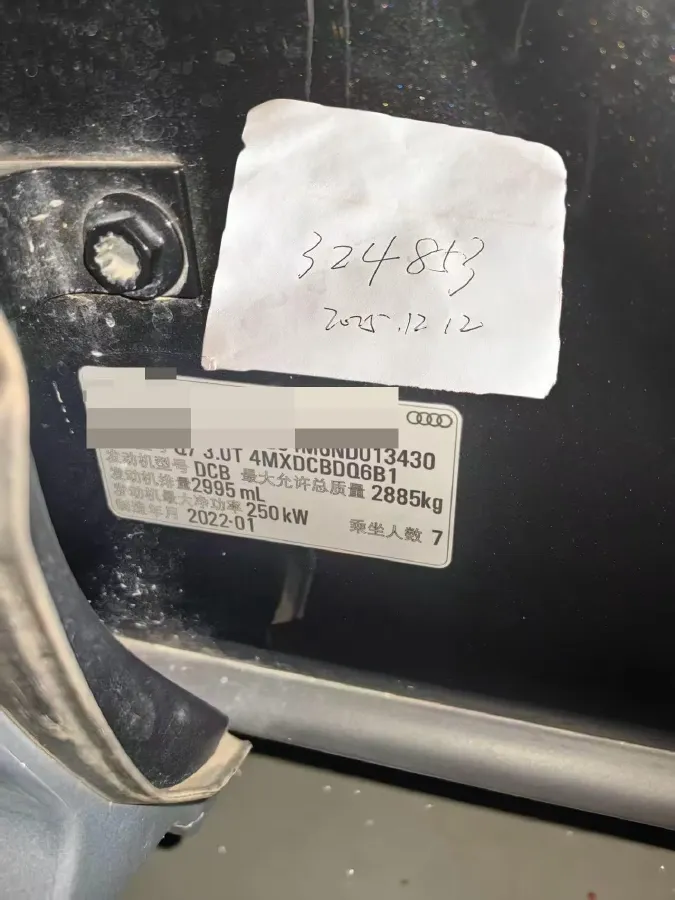 324853
2025.12.12
ND013430
Q7 3.0T 4MXDCBDQ6B1
发动机型号 DCB 最大允许总质量 2885kg
发动机排量 2995 mL
发动机最大净功率 250 kW
制造年月 2022-01 乘坐人数 7